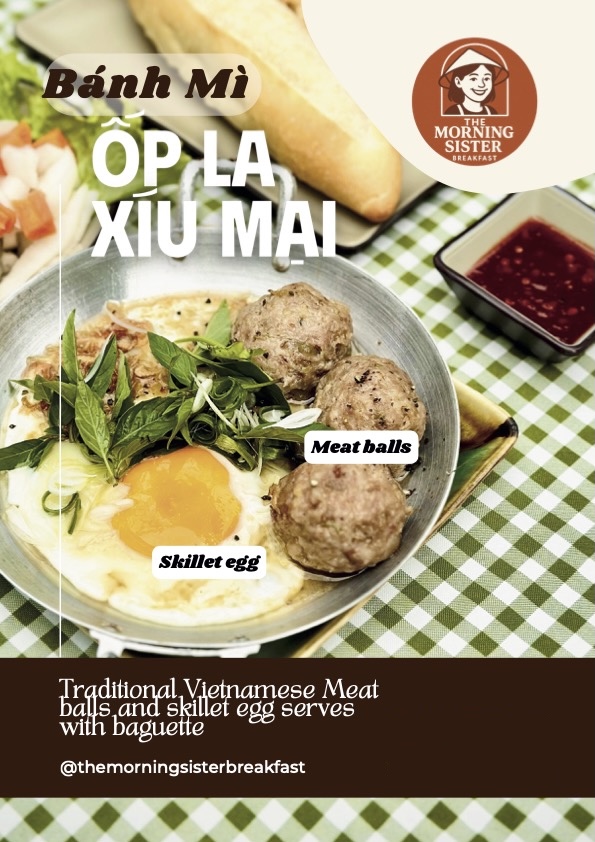 Bánh Mì
ỐP LA
XÍU MẠI
THE
MORNING
SISTER
BREAKFAST
Meat balls
Skillet egg
Traditional Vietnamese Meat
balls and skillet egg serves
with baguette
@themorningsisterbreakfast